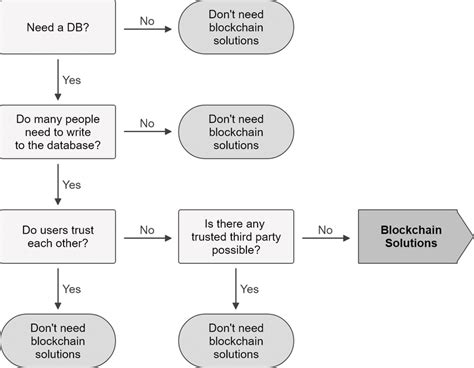 Need a DB?
No
Don't need
blockchain
solutions
Yes
Do many people
need to write
to the database?
No
Don't need
blockchain
solutions
Yes
Do users trust
each other?
No
Is there any
trusted third party
possible?
No
Blockchain
Solutions
Yes
Yes
Don't need
blockchain
solutions
Don't need
blockchain
solutions